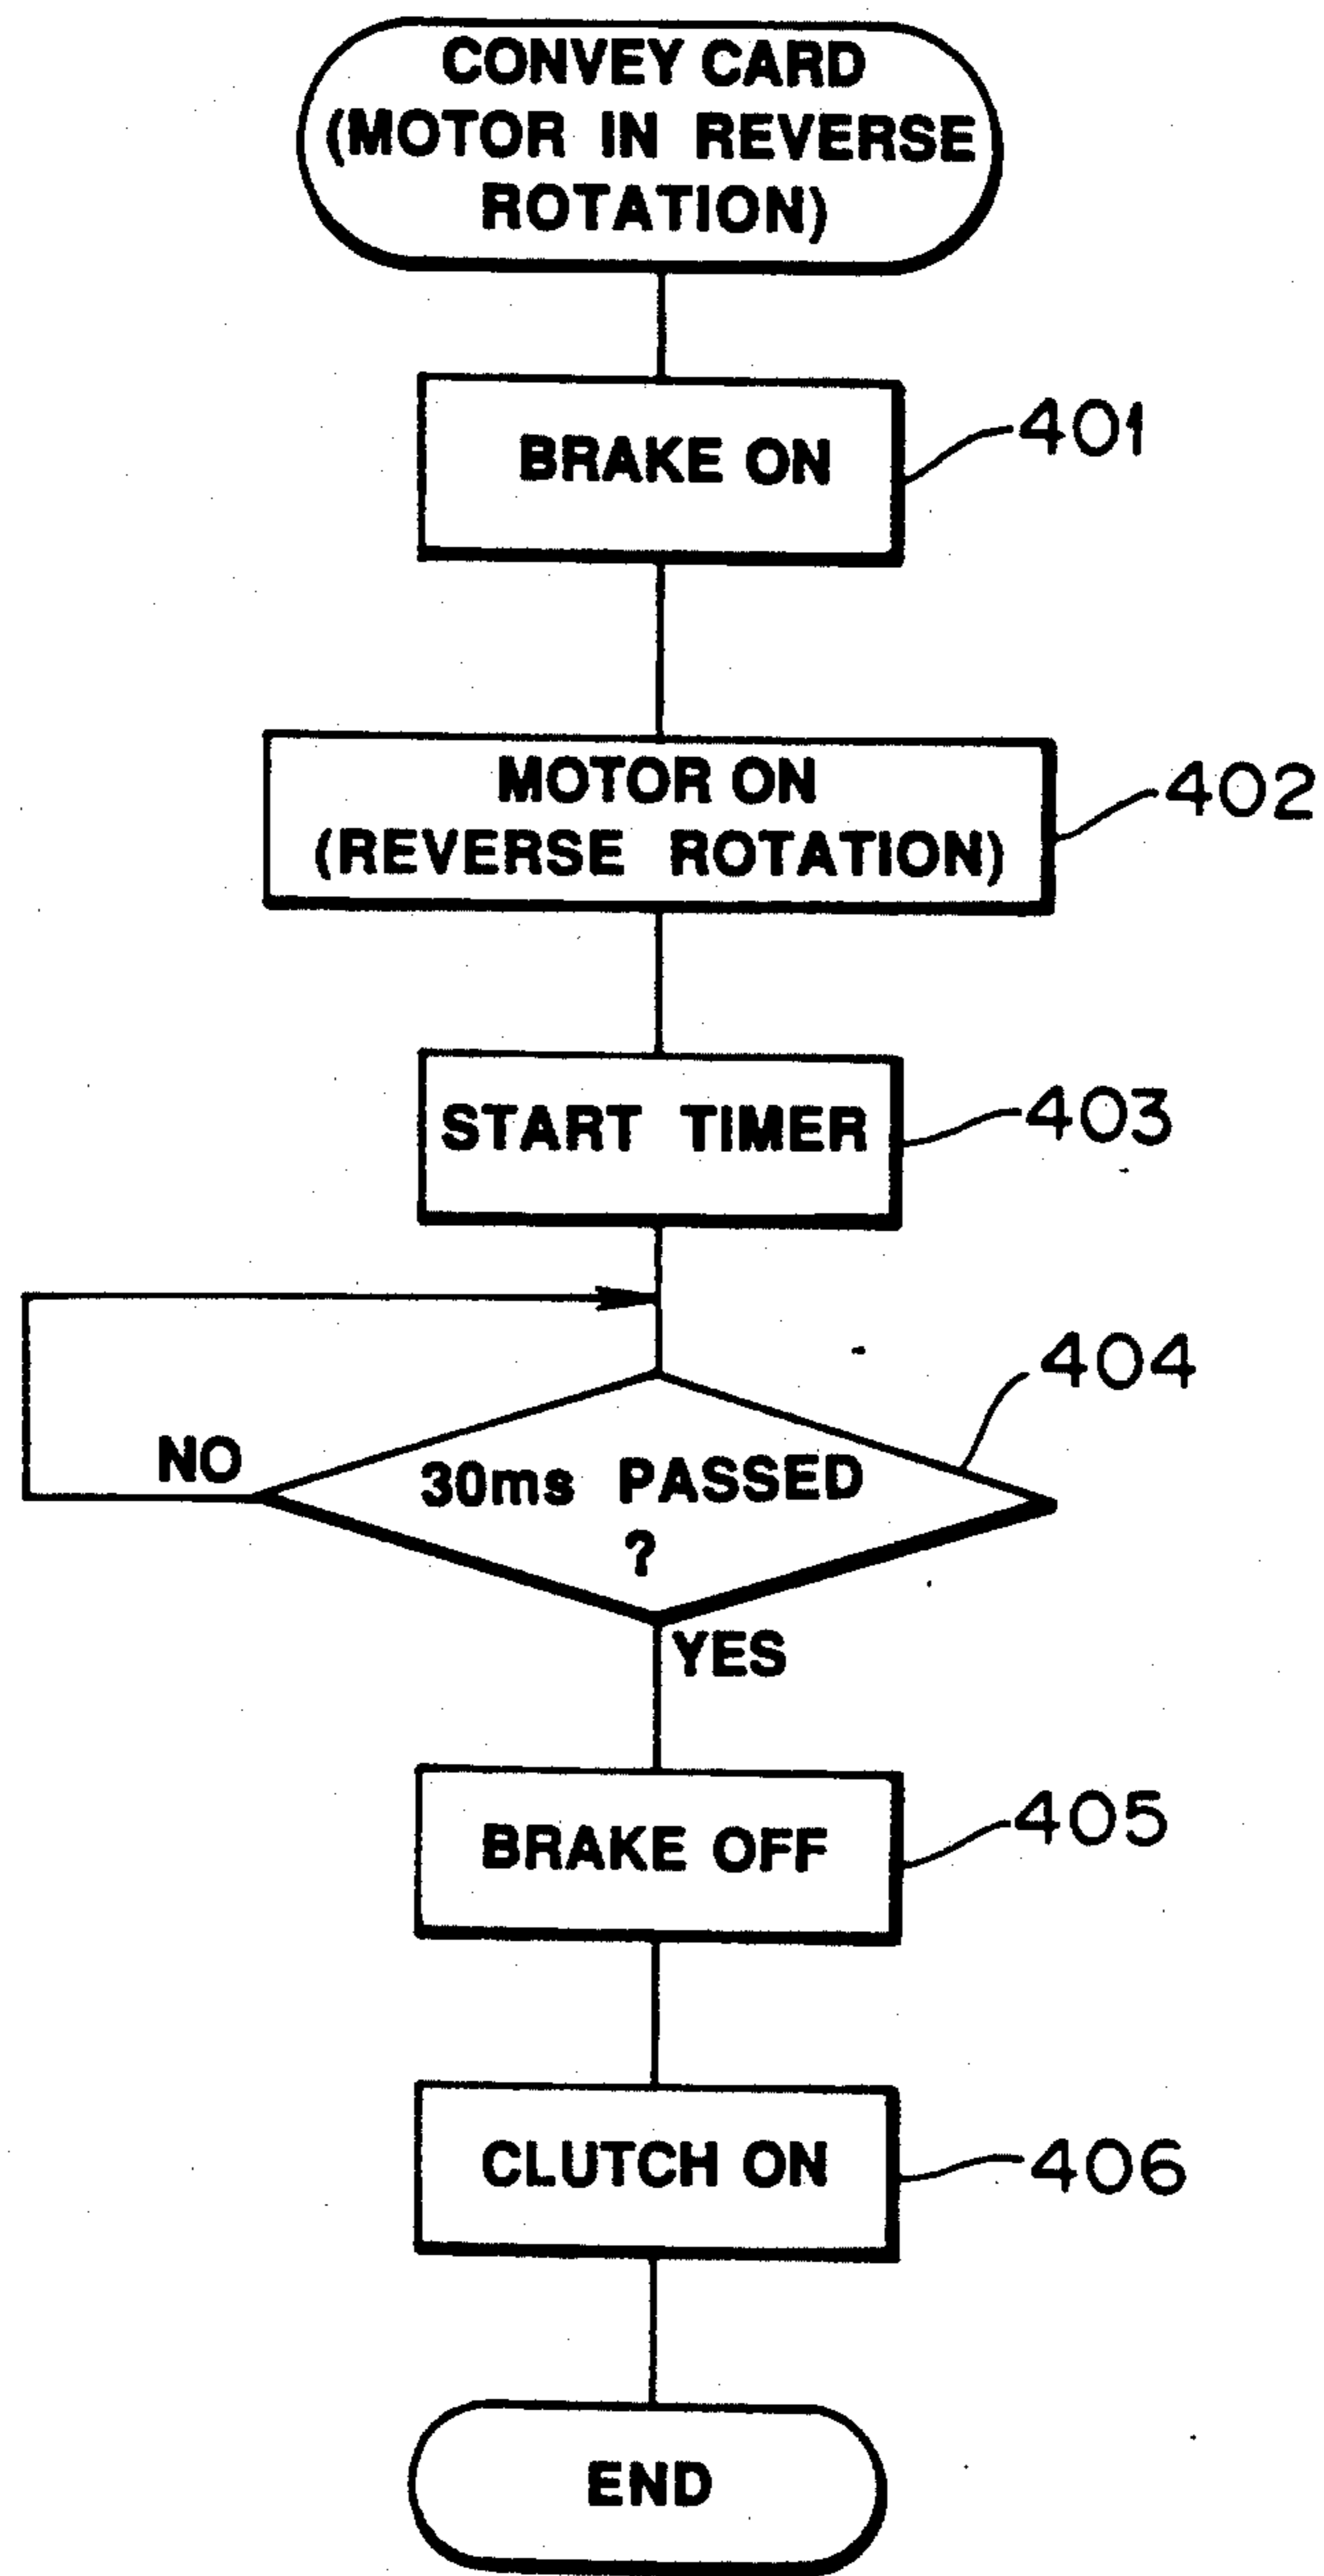 CONVEY CARD
(MOTOR IN REVERSE
ROTATION)
BRAKE ON
401
MOTOR ON
(REVERSE ROTATION)
402
START TIMER
403
404
NO
30ms PASSED
?
YES
BRAKE OFF
405
CLUTCH ON
406
END